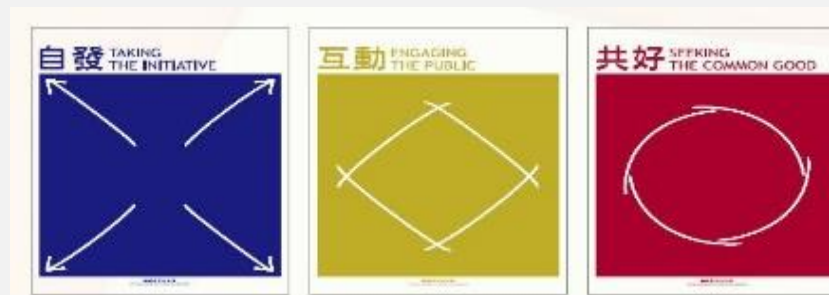 自發 TAKING
THE INITIATIVE
互動 ENGAGING
THE PUBLIC
共好 SEEKING
THE COMMON GOOD